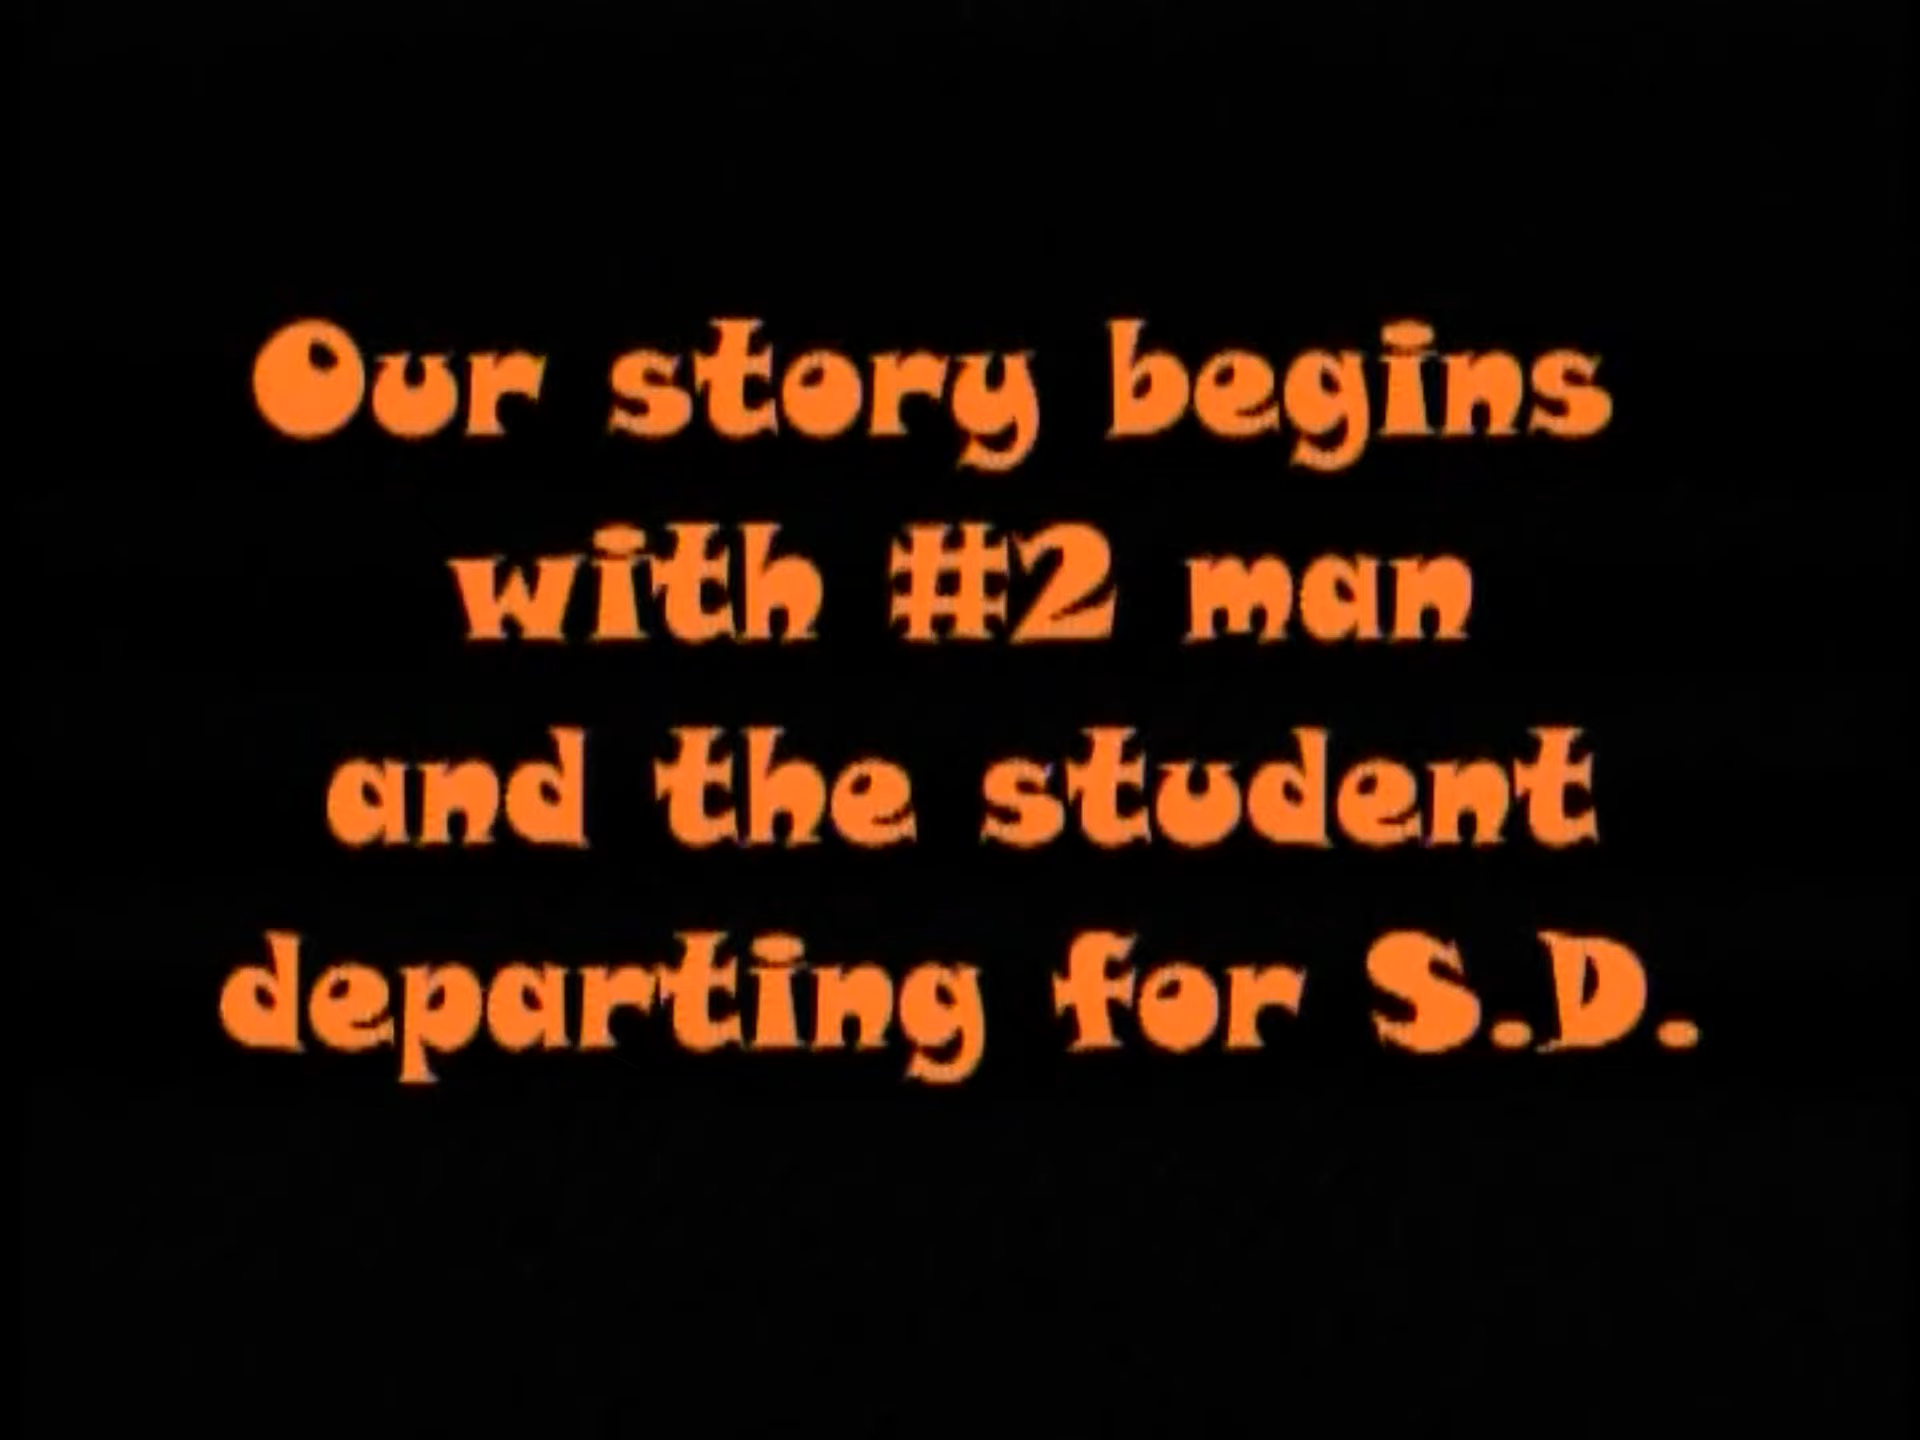 Our story begins
with #2 man
and the student
departing for S.D.